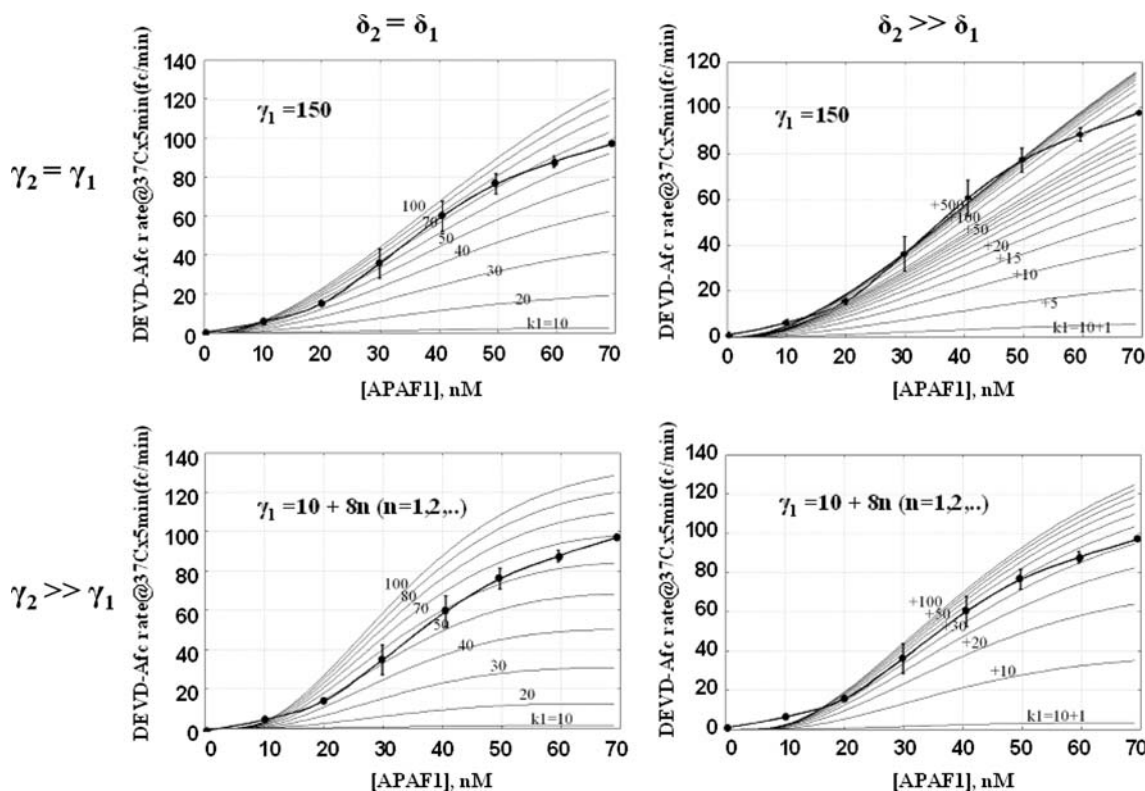 δ2 = δ1
δ2 >> δ1
γ2 = γ1
γ2 >> γ1
DEVD-Afc rate@37Cx5min(fc/min)
140
120
100
80
60
40
20
0
γ1 =150
100
70
50
40
30
20
k1=10
0 10 20 30 40 50 60 70
[APAF1], nM
DEVD-Afc rate@37Cx5min(fc/min)
120
100
80
60
40
20
0
γ1 =150
+500
+100
+50
+20
+15
+10
+5
k1=10+1
0 10 20 30 40 50 60 70
[APAF1], nM
DEVD-Afc rate@37Cx5min(fc/min)
140
120
100
80
60
40
20
0
γ1 =10 + 8n (n=1,2,..)
100
80
70
50
40
30
20
k1=10
0 10 20 30 40 50 60 70
[APAF1], nM
DEVD-Afc rate@37Cx5min(fc/min)
140
120
100
80
60
40
20
0
γ1 =10 + 8n (n=1,2,..)
+100
+50
+30
+20
+10
k1=10+1
0 10 20 30 40 50 60 70
[APAF1], nM